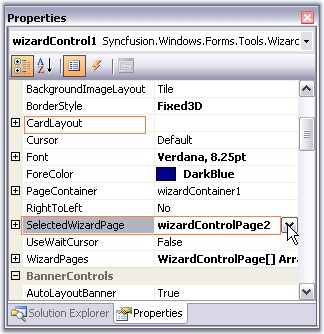 Properties
wizardControl1 Syncfusion.Windows.Forms.Tools.Wizar
BackgroundImageLayout Tile
BorderStyle Fixed3D
CardLayout
Cursor Default
Font Verdana, 8.25pt
ForeColor DarkBlue
PageContainer wizardContainer1
RightToLeft No
SelectedWizardPage wizardControlPage2
UseWaitCursor False
WizardPages WizardControlPage[] Arra
BannerControls
AutoLayoutBanner True
Solution Explorer Properties